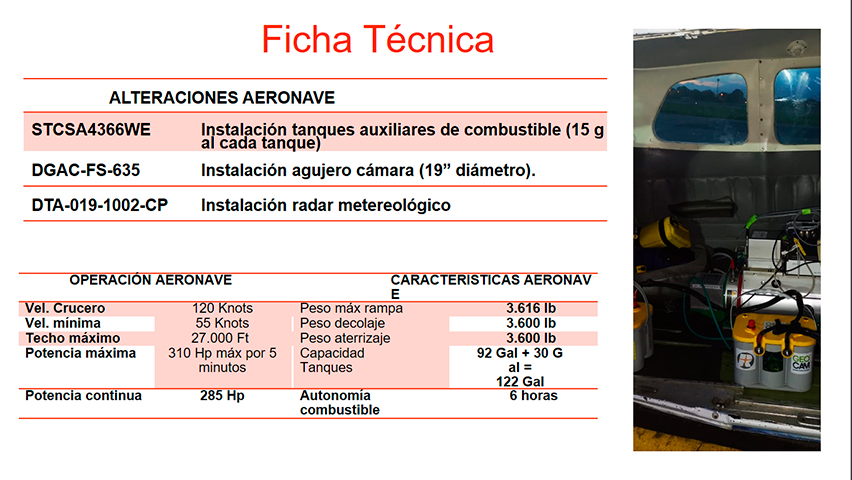 Ficha Técnica
ALTERACIONES AERONAVE
STCSA4366WE Instalación tanques auxiliares de combustible (15 g
al cada tanque)
DGAC-FS-635 Instalación agujero cámara (19” diámetro).
DTA-019-1002-CP Instalación radar metereológico
OPERACIÓN AERONAVE CARACTERISTICAS AERONAV
E
Vel. Crucero 120 Knots Peso máx rampa 3.616 lb
Vel. mínima 55 Knots Peso decolaje 3.600 lb
Techo máximo 27.000 Ft Peso aterrizaje 3.600 lb
Potencia máxima 310 Hp máx por 5 Capacidad 92 Gal + 30 G
minutos Tanques al =
122 Gal
Potencia continua 285 Hp Autonomía 6 horas
combustible
GEO
CAM